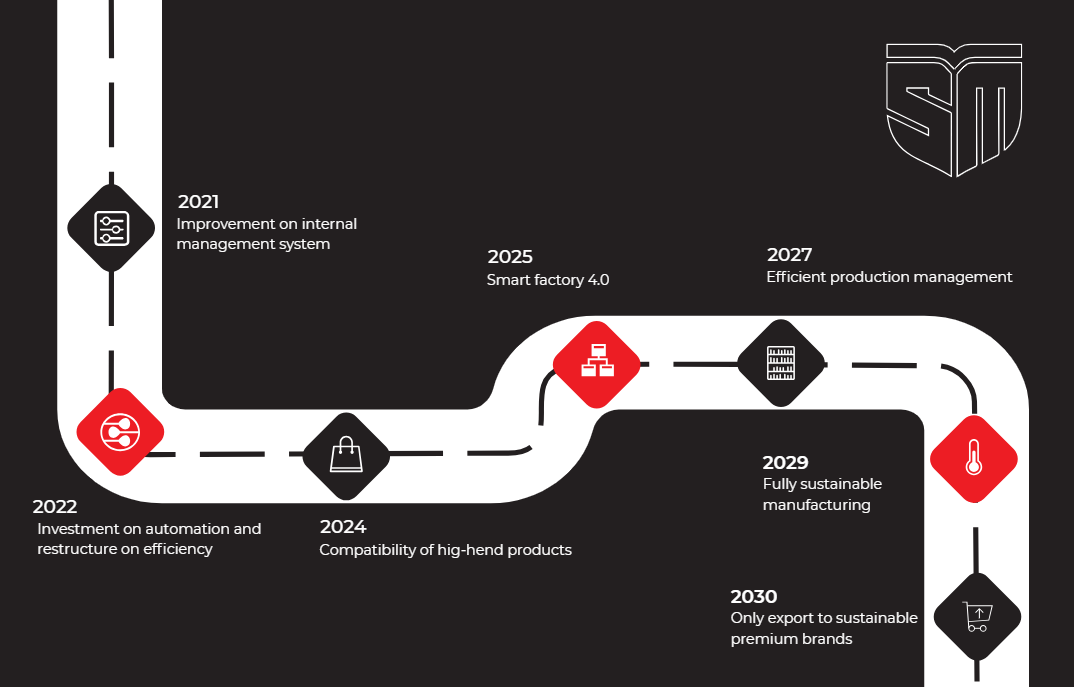 SM
2021
Improvement on internal
management system
2025
Smart factory 4.0
2027
Efficient production management
2029
Fully sustainable
manufacturing
2022
Investment on automation and
restructure on efficiency
2024
Compatibility of hig-hend products
2030
Only export to sustainable
premium brands